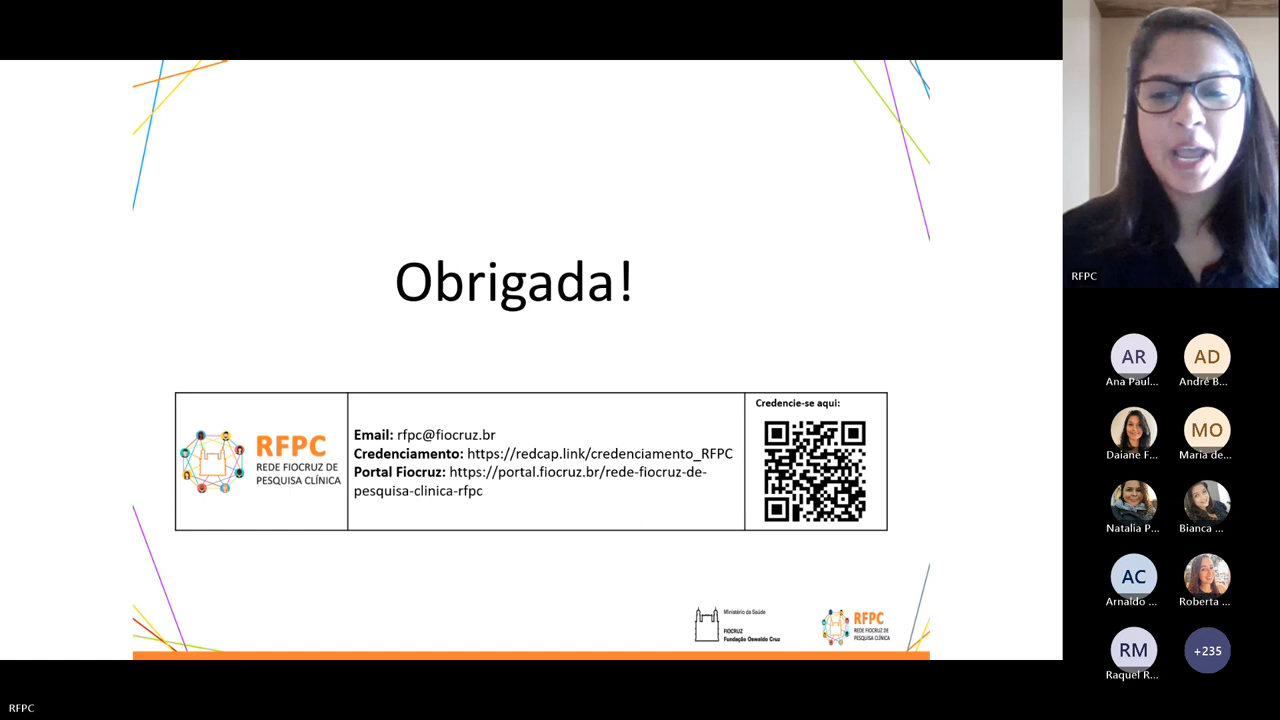 Obrigada!
RFPC
REDE FIOCRUZ DE
PESQUISA CLÍNICA
Email: rfpc@fiocruz.br
Credenciamento: https://redcap.link/credenciamento_RFPC
Portal Fiocruz: https://portal.fiocruz.br/rede-fiocruz-de-
pesquisa-clinica-rfpc
Credencie-se aqui:
Ministério da Saúde
FIOCRUZ
Fundação Oswaldo Cruz
RFPC
REDE FIOCRUZ DE
PESQUISA CLÍNICA
RFPC
AR
Ana Paul...
AD
André B...
Daiane F...
MO
Maria de...
Natalia P...
Bianca ...
AC
Arnaldo ...
Roberta ...
RM
Raquel R...
+235
RFPC